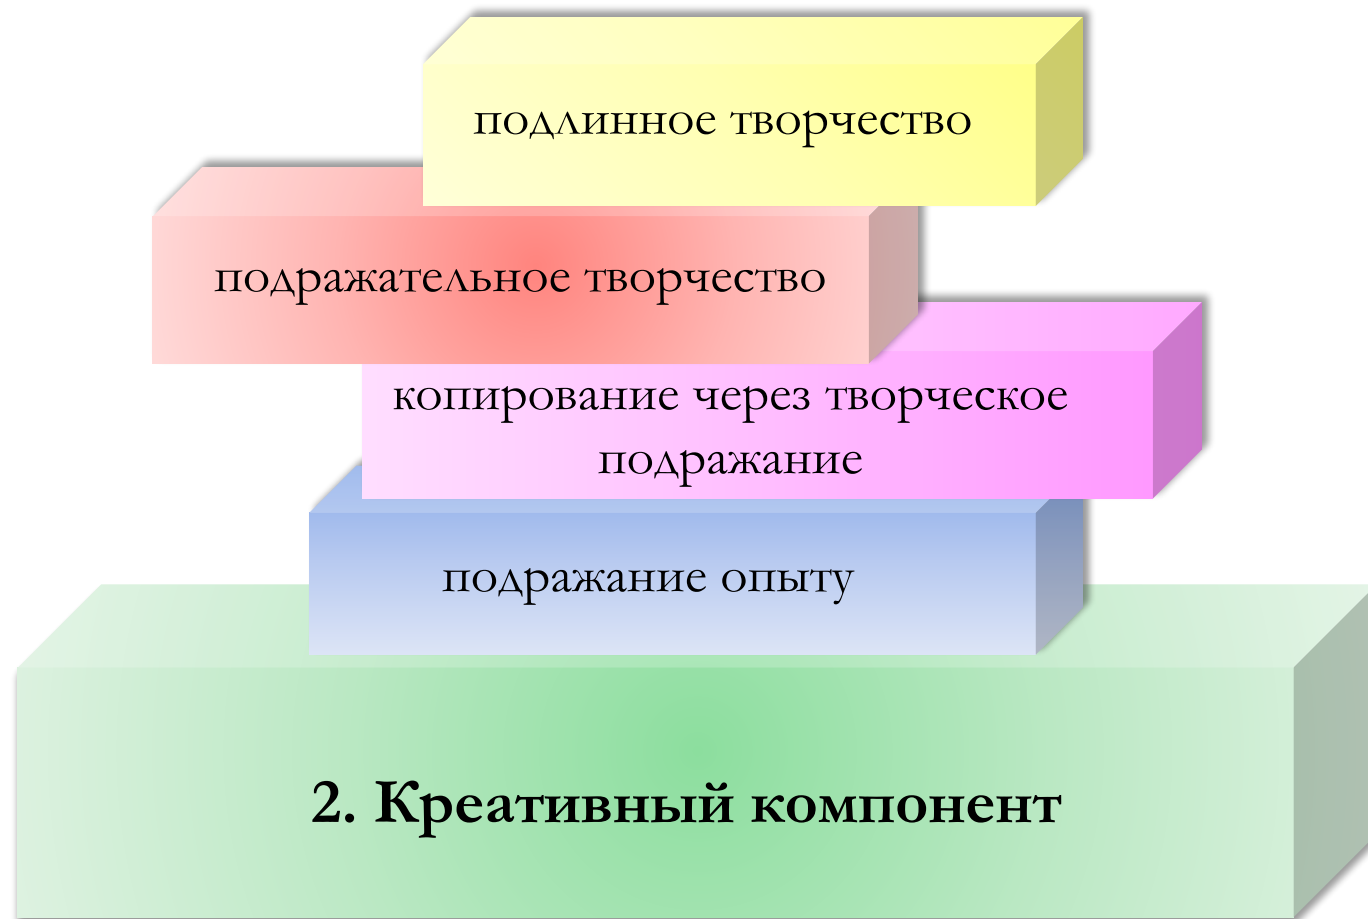 подлинное творчество
подражательное творчество
копирование через творческое
подражание
подражание опыту
2. Креативный компонент